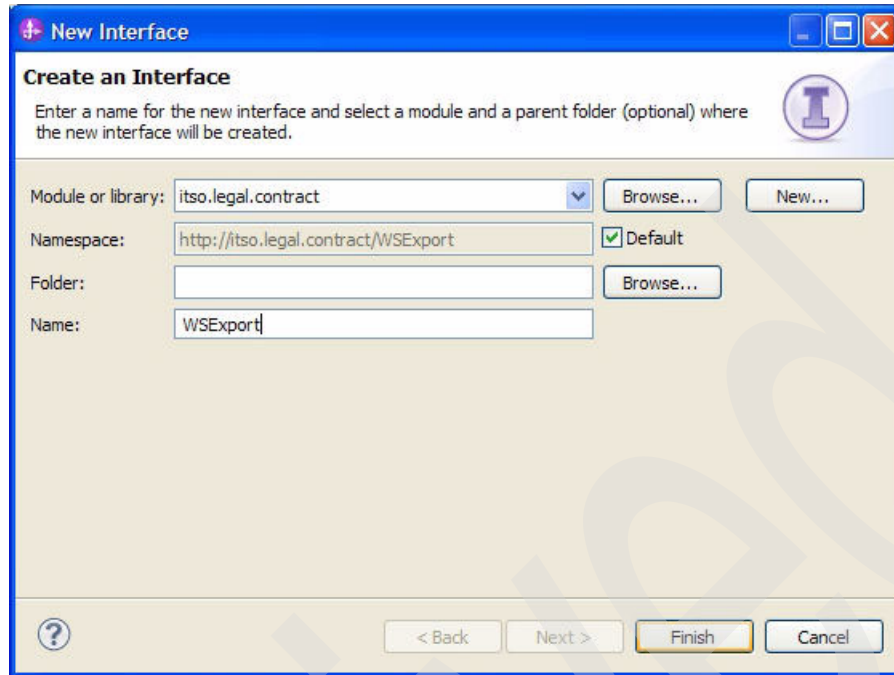 New Interface
Create an Interface
Enter a name for the new interface and select a module and a parent folder (optional) where
the new interface will be created.
Module or library: itso.legal.contract Browse... New...
Namespace: http://itso.legal.contract/WSExport Default
Folder: Browse...
Name: WSExport
? < Back Next > Finish Cancel